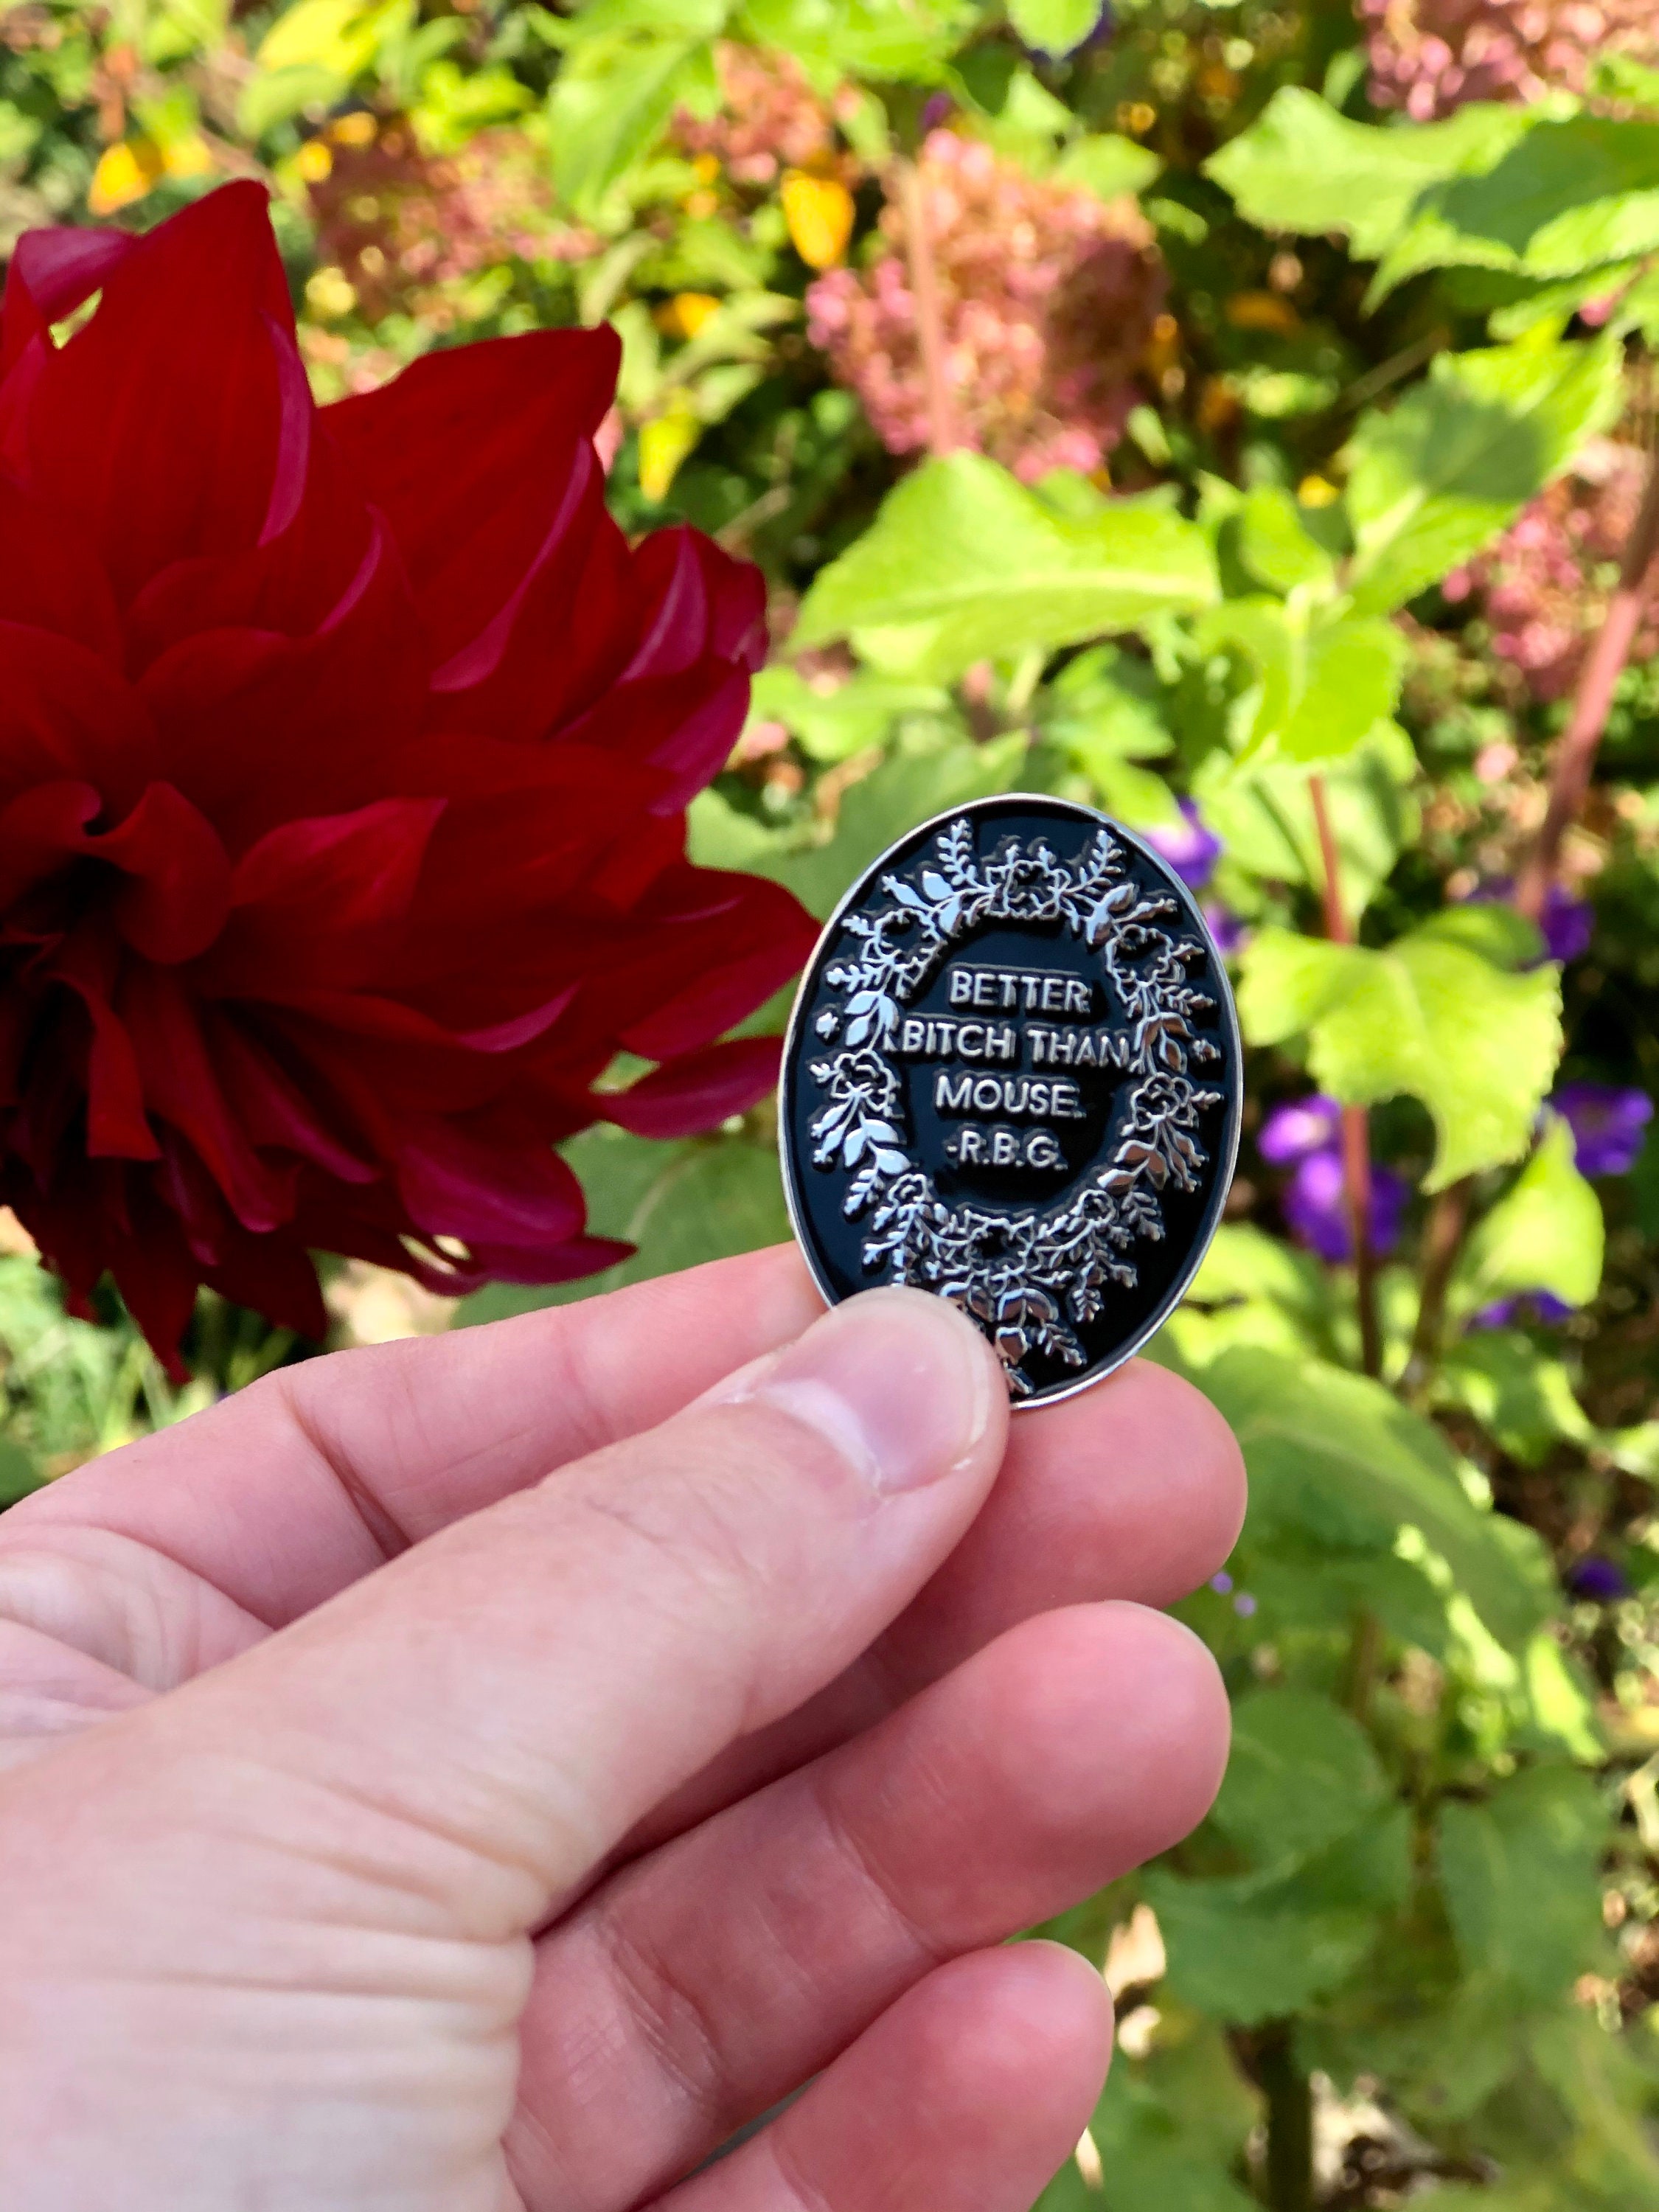 BETTER
BITCH THAN
MOUSE.
-R.B.G.